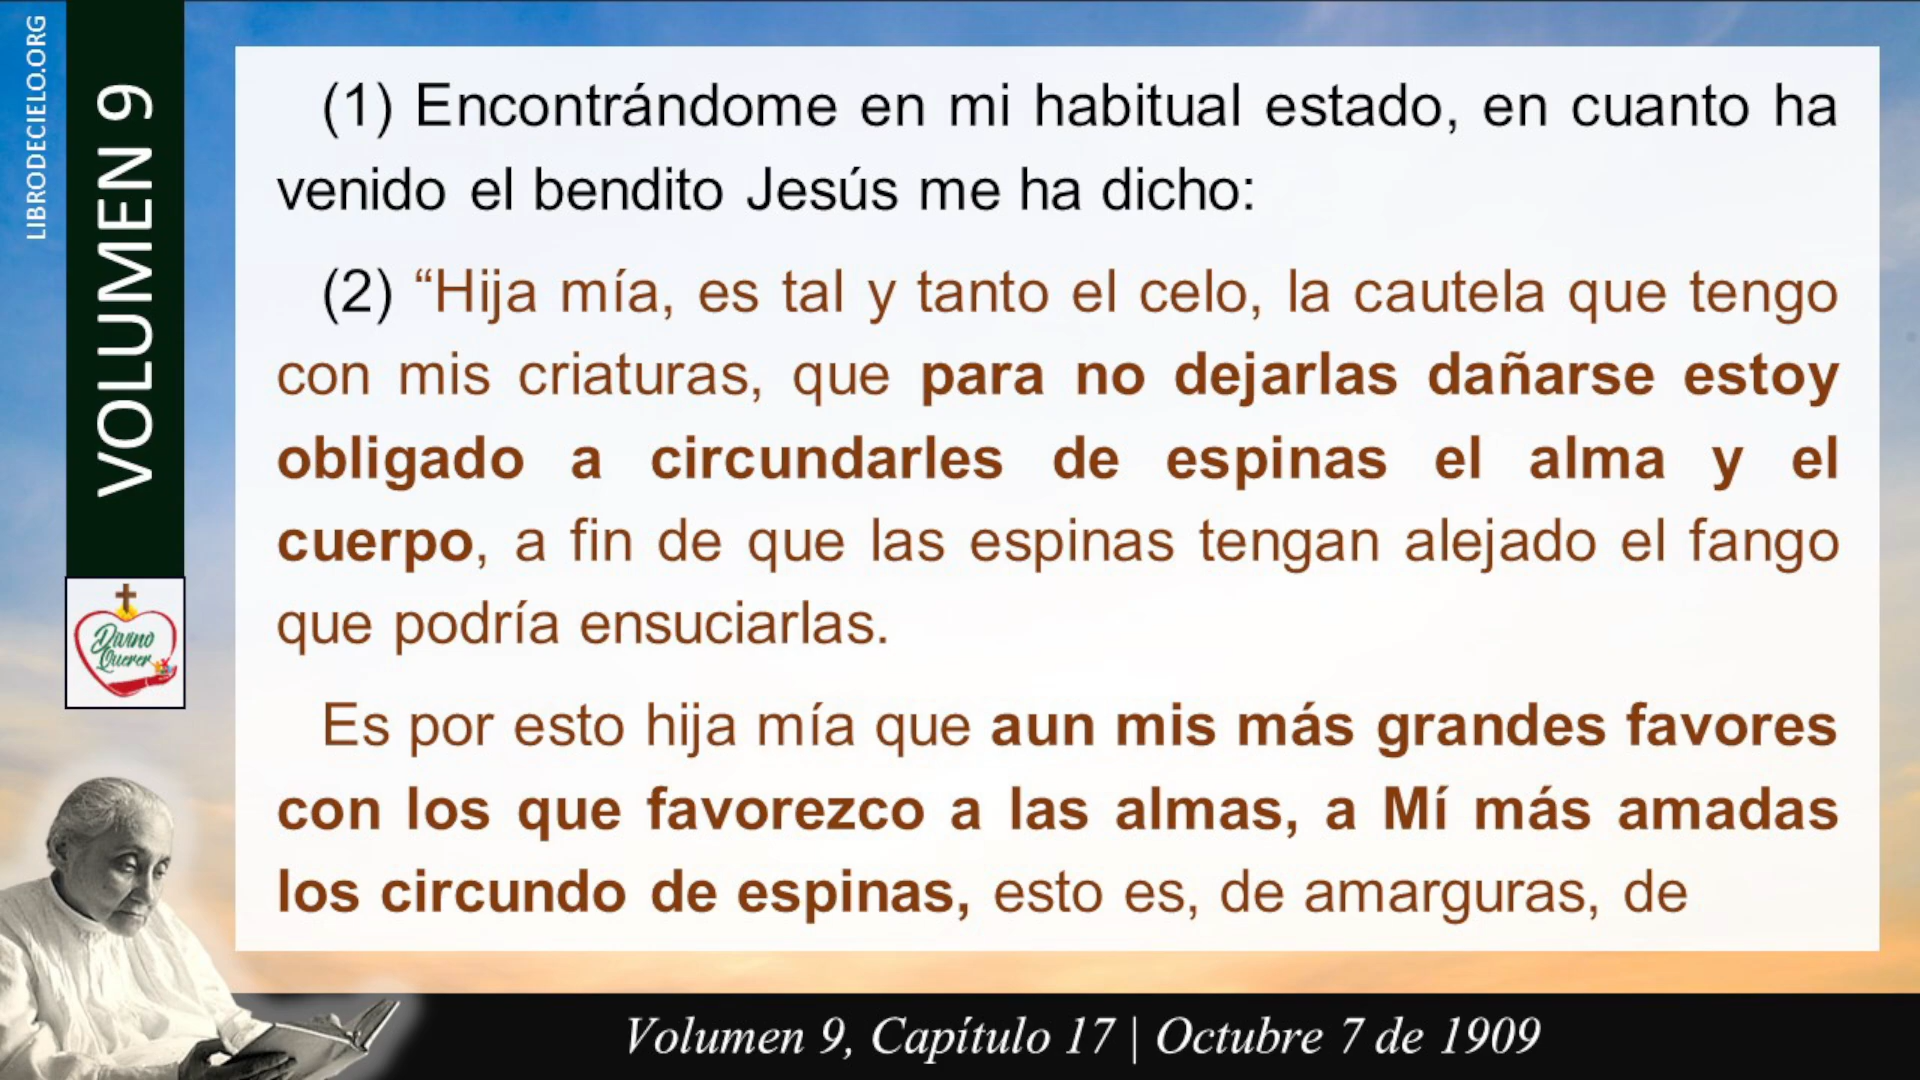 LIBRODECIELO.ORG
VOLUMEN 9
(1) Encontrándome en mi habitual estado, en cuanto ha
venido el bendito Jesús me ha dicho:
(2) “Hija mía, es tal y tanto el celo, la cautela que tengo
con mis criaturas, que para no dejarlas dañarse estoy
obligado a circundarles de espinas el alma y el
cuerpo, a fin de que las espinas tengan alejado el fango
que podría ensuciarlas.
Es por esto hija mía que aun mis más grandes favores
con los que favorezco a las almas, a Mí más amadas
los circundo de espinas, esto es, de amarguras, de
Divino
Querer
Volumen 9, Capítulo 17 | Octubre 7 de 1909